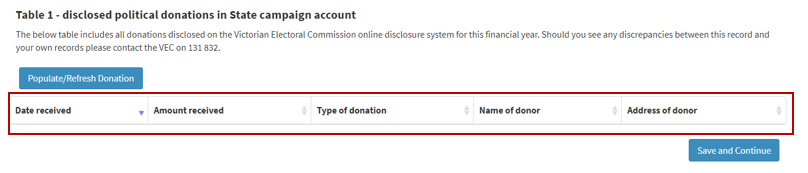 Table 1 - disclosed political donations in State campaign account
The below table includes all donations disclosed on the Victorian Electoral Commission online disclosure system for this financial year. Should you see any discrepancies between this record and
your own records please contact the VEC on 131 832.
Populate/Refresh Donation
Date received Amount received Type of donation Name of donor Address of donor
Save and Continue